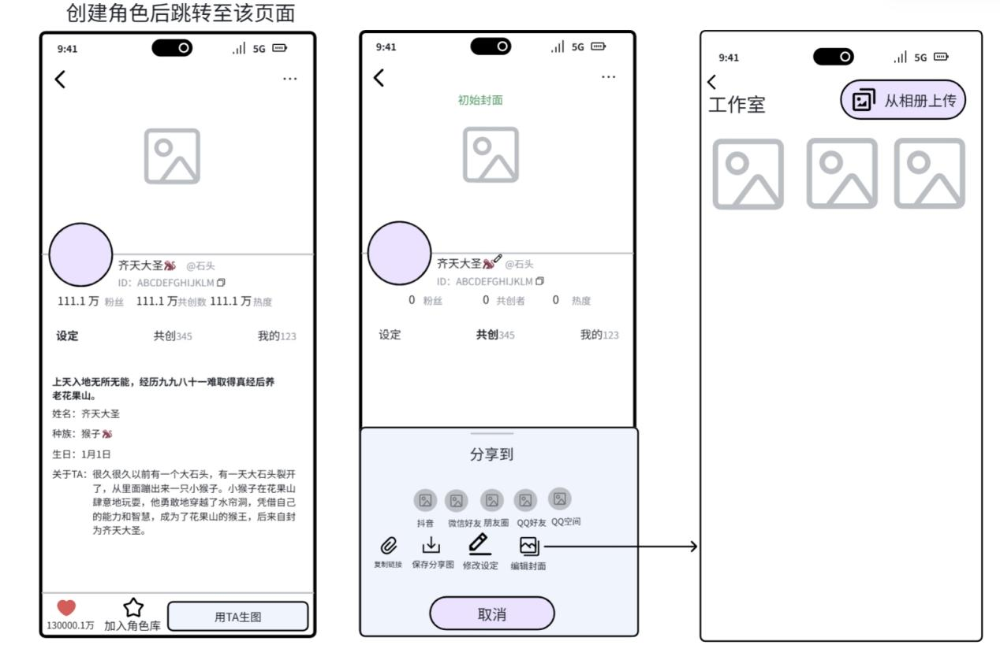 创建角色后跳转至该页面
9:41
5G
...
齐天大圣 @石头
ID: ABCDEFGHIJKLM
111.1 万 粉丝 111.1 万共创数 111.1 万 热度
设定 共创345 我的123
上天入地无所无能，经历九九八十一难取得真经后养
老花果山。
姓名：齐天大圣
种族：猴子
生日：1月1日
关于TA：很久很久以前有一个大石头，有一天大石头裂开
了，从里面蹦出来一只小猴子。小猴子在花果山
肆意地玩耍，他勇敢地穿越了水帘洞，凭借自己
的能力和智慧，成为了花果山的猴王，后来自封
为齐天大圣。
130000.1万 加入角色库 用TA生图
9:41
5G
...
初始封面
齐天大圣 @石头
ID: ABCDEFGHIJKLM
0 粉丝 0 共创者 0 热度
设定 共创345 我的123
分享到
抖音 微信好友 朋友圈 QQ好友 QQ空间
复制链接 保存分享图 修改设定 编辑封面
取消
9:41
5G
工作室
从相册上传